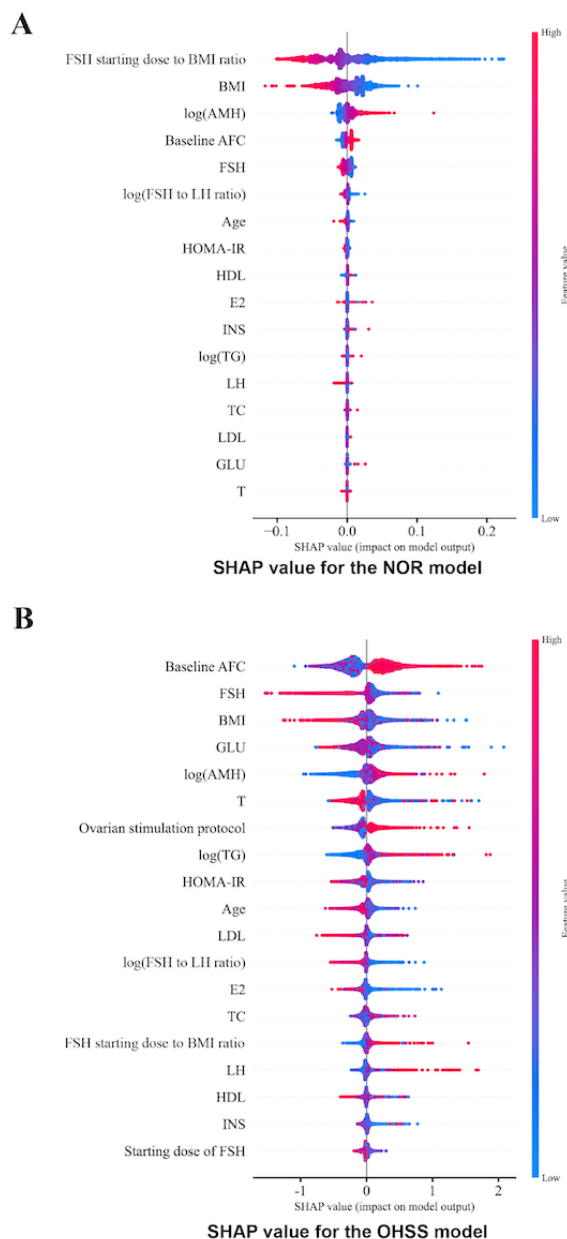 A
High
FSH starting dose to BMI ratio
BMI
log(AMH)
Baseline AFC
FSH
log(FSH to LH ratio)
Age
HOMA-IR
HDL
E2
INS
log(TG)
LH
TC
LDL
GLU
T
Feature value
Low
−0.1 0.0 0.1 0.2
SHAP value (impact on model output)
SHAP value for the NOR model
B
High
Baseline AFC
FSH
BMI
GLU
log(AMH)
T
Ovarian stimulation protocol
log(TG)
HOMA-IR
Age
LDL
log(FSH to LH ratio)
E2
TC
FSH starting dose to BMI ratio
LH
HDL
INS
Starting dose of FSH
Feature value
Low
-1 0 1 2
SHAP value (impact on model output)
SHAP value for the OHSS model